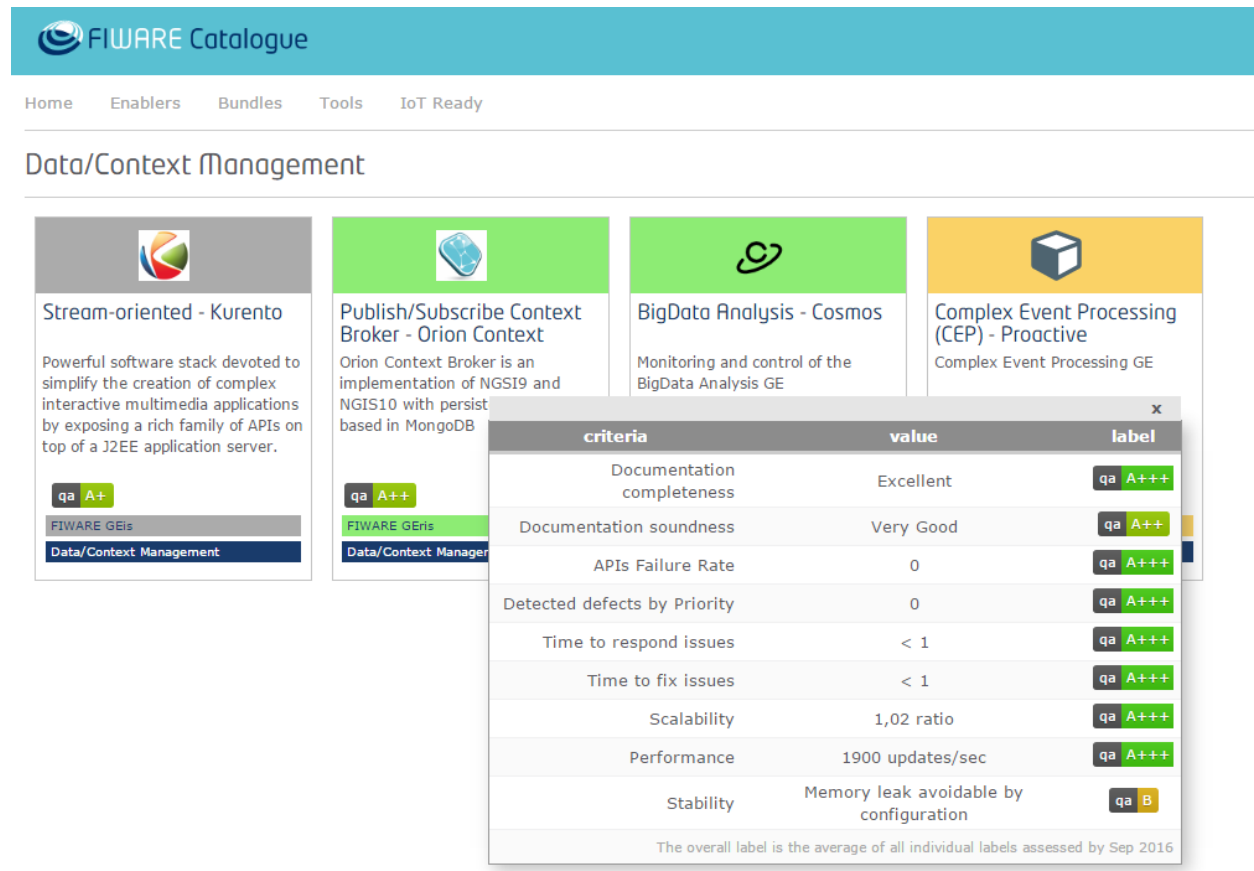 FIWARE Catalogue
Home Enablers Bundles Tools IoT Ready
Data/Context Management
Stream-oriented - Kurento
Powerful software stack devoted to
simplify the creation of complex
interactive multimedia applications
by exposing a rich family of APIs on
top of a J2EE application server.
qa A+
FIWARE GEis
Data/Context Management
Publish/Subscribe Context
Broker - Orion Context
Orion Context Broker is an
implementation of NGSI9 and
NGIS10 with persist
based in MongoDB
qa A++
FIWARE GEris
Data/Context Manager
BigData Analysis - Cosmos
Monitoring and control of the
BigData Analysis GE
Complex Event Processing
(CEP) - Proactive
Complex Event Processing GE
x
criteria value label
Documentation
completeness Excellent qa A+++
Documentation soundness Very Good qa A++
APIs Failure Rate 0 qa A+++
Detected defects by Priority 0 qa A+++
Time to respond issues < 1 qa A+++
Time to fix issues < 1 qa A+++
Scalability 1,02 ratio qa A+++
Performance 1900 updates/sec qa A+++
Stability Memory leak avoidable by
configuration qa B
The overall label is the average of all individual labels assessed by Sep 2016